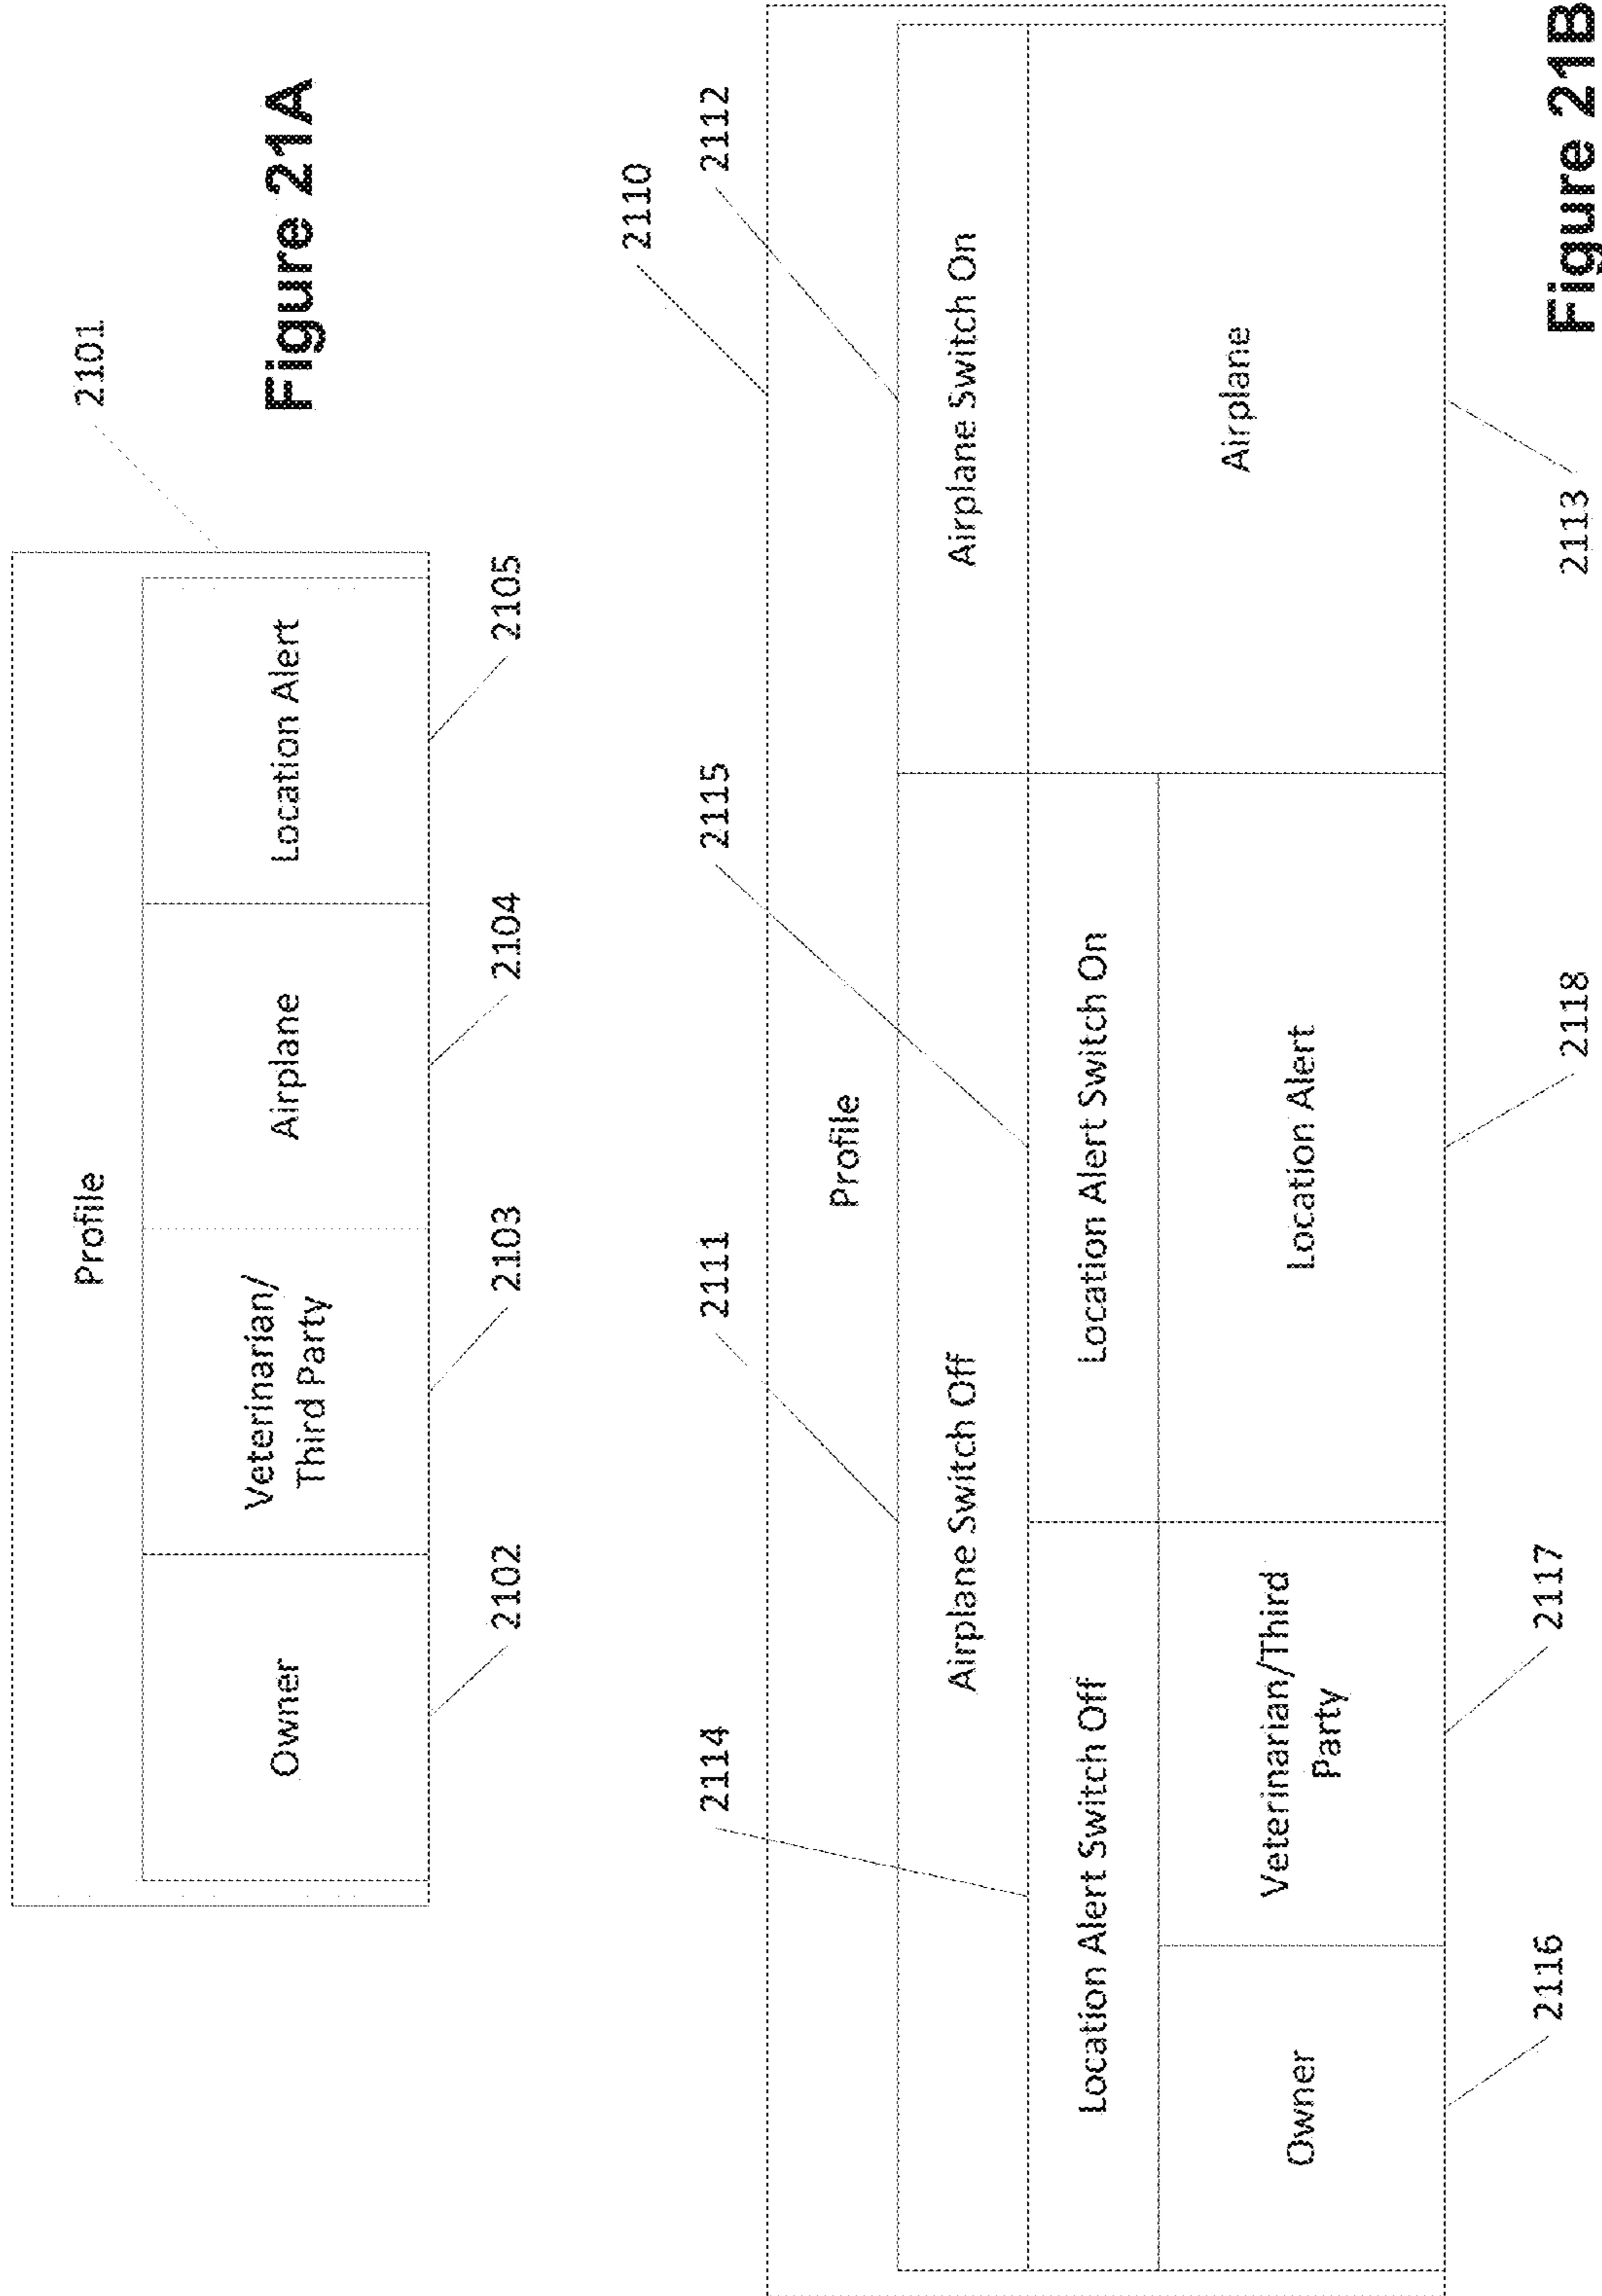 Profile
2101
Owner
Veterinarian/
Third Party
Airplane
Location Alert
2102
2103
2104
2105
Figure 21A
2110
2114
2111
2115
2112
Profile
Airplane Switch Off
Airplane Switch On
Location Alert Switch Off
Location Alert Switch On
Owner
Veterinarian/Third
Party
Location Alert
Airplane
2116
2117
2118
2113
Figure 21B